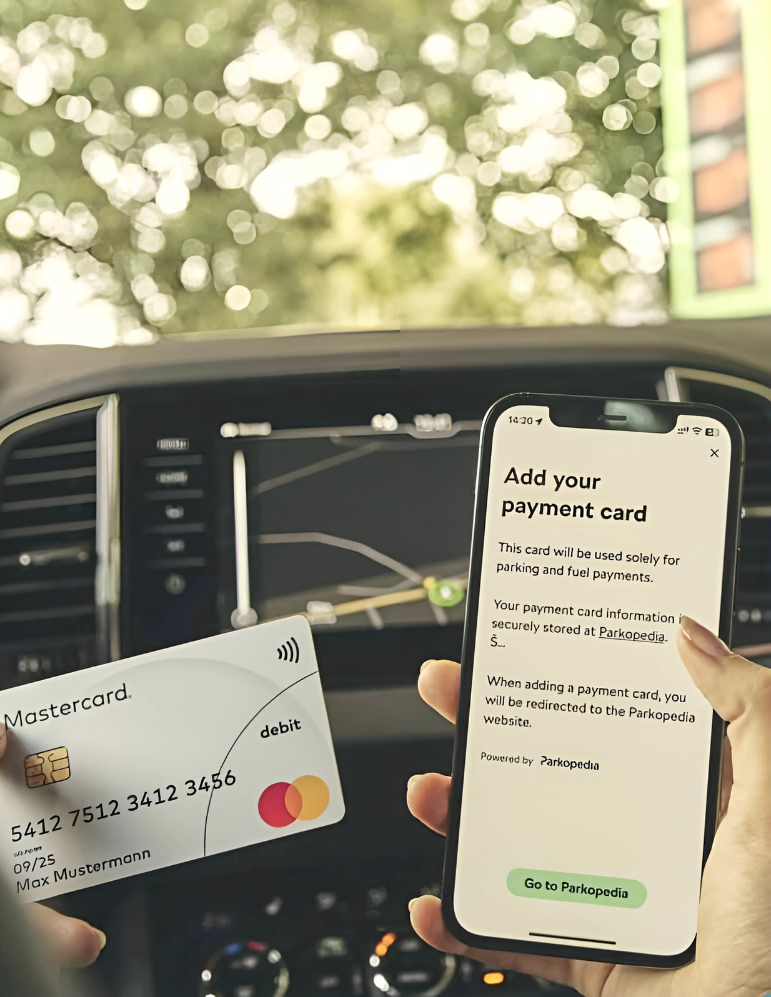 14:20
Add your
payment card
This card will be used solely for
parking and fuel payments.
Your payment card information
securely stored at Parkopedia.
Š...
When adding a payment card, you
will be redirected to the Parkopedia
website.
Powered by Parkopedia
Go to Parkopedia
Mastercard
debit
5412 7512 3412 3456
09/25
Max Mustermann